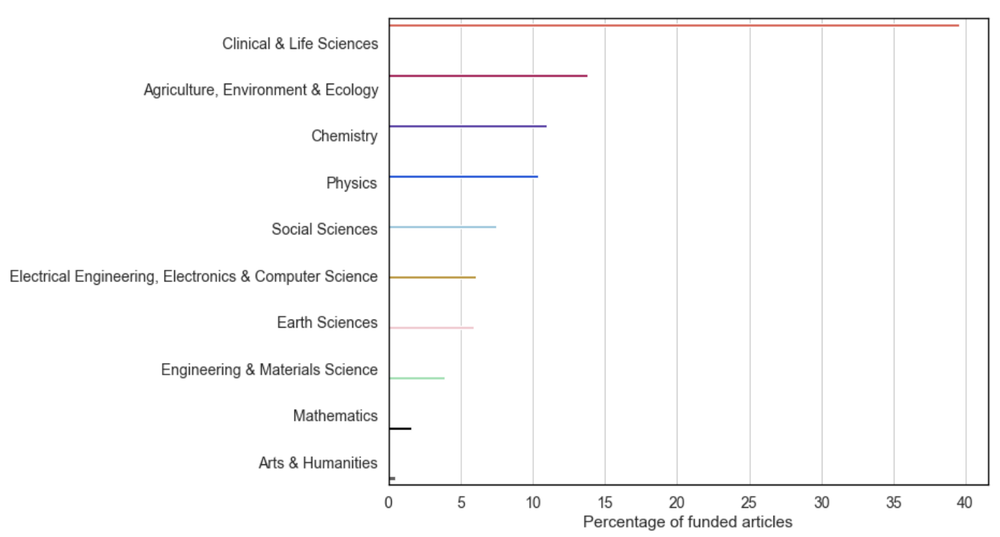 Clinical & Life Sciences
Agriculture, Environment & Ecology
Chemistry
Physics
Social Sciences
Electrical Engineering, Electronics & Computer Science
Earth Sciences
Engineering & Materials Science
Mathematics
Arts & Humanities
0 5 10 15 20 25 30 35 40
Percentage of funded articles